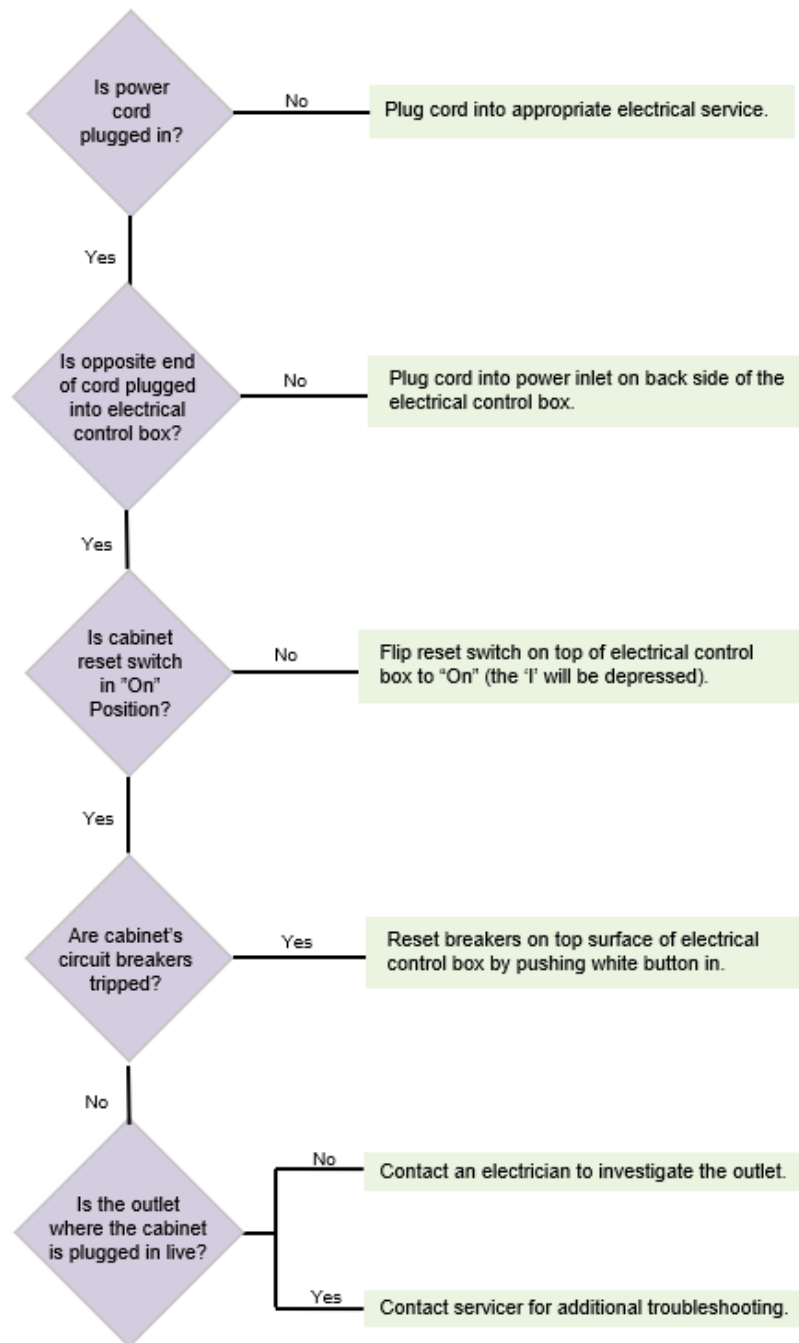 Is power
cord
plugged in?
No
Plug cord into appropriate electrical service.
Yes
Is opposite end
of cord plugged
into electrical
control box?
No
Plug cord into power inlet on back side of the
electrical control box.
Yes
Is cabinet
reset switch
in ”On”
Position?
No
Flip reset switch on top of electrical control
box to “On” (the ‘I’ will be depressed).
Yes
Are cabinet’s
circuit breakers
tripped?
Yes
Reset breakers on top surface of electrical
control box by pushing white button in.
No
Is the outlet
where the cabinet
is plugged in live?
No
Contact an electrician to investigate the outlet.
Yes
Contact servicer for additional troubleshooting.